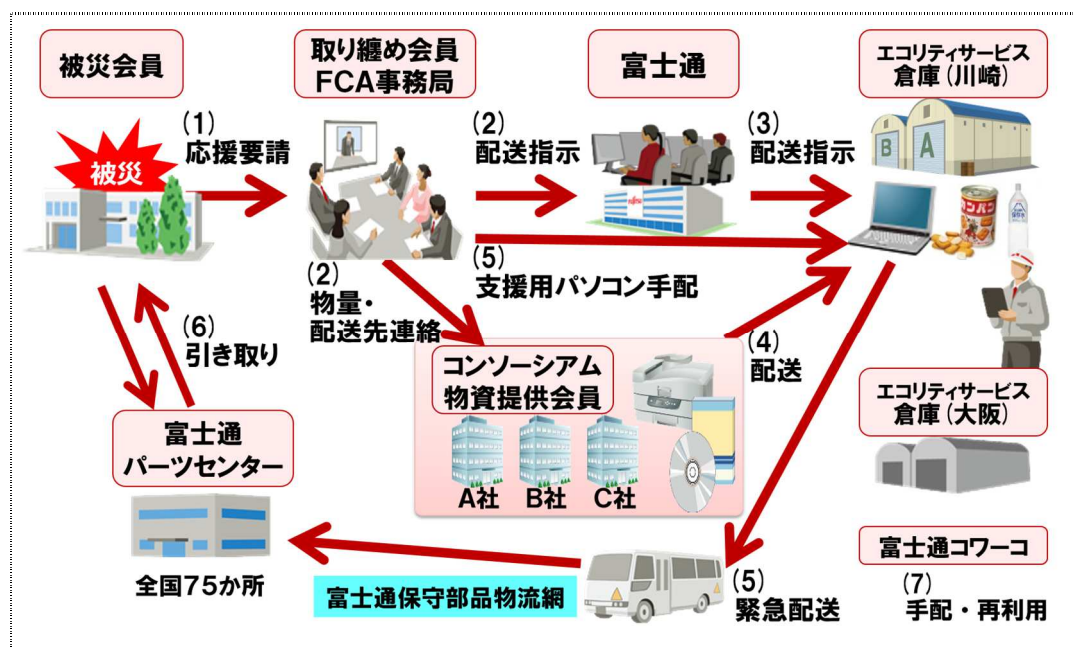 被災会員
取り纏め会員
FCA事務局
富士通
エコリティサービス
倉庫(川崎)
(1)
応援要請
(2)
配送指示
(3)
配送指示
被災
B A
FUJITSU
カンパン
(5)
支援用パソコン手配
(2)
物量・
配送先連絡
(6)
引き取り
コンソーシアム
物資提供会員
A社 B社 C社
(4)
配送
エコリティサービス
倉庫(大阪)
富士通
パーツセンター
全国75か所
富士通保守部品物流網
(5)
緊急配送
富士通コワーコ
(7)
手配・再利用